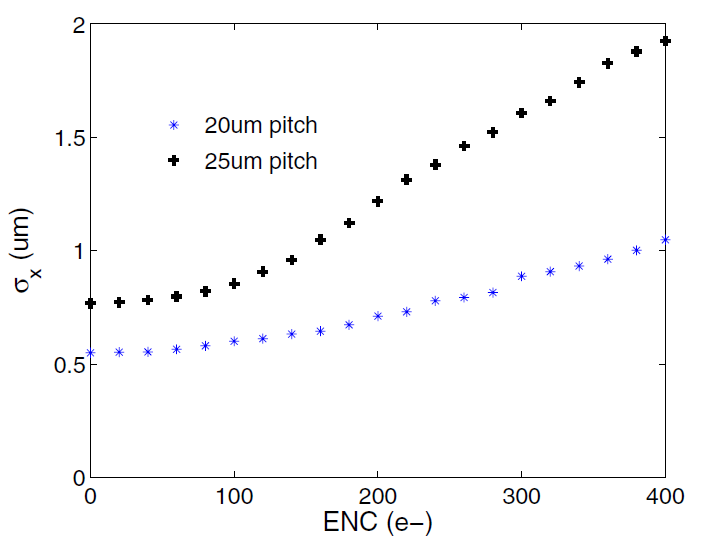 2
1.5
1
0.5
0
0 100 200 300 400
σx (um)
ENC (e−)
20um pitch
25um pitch